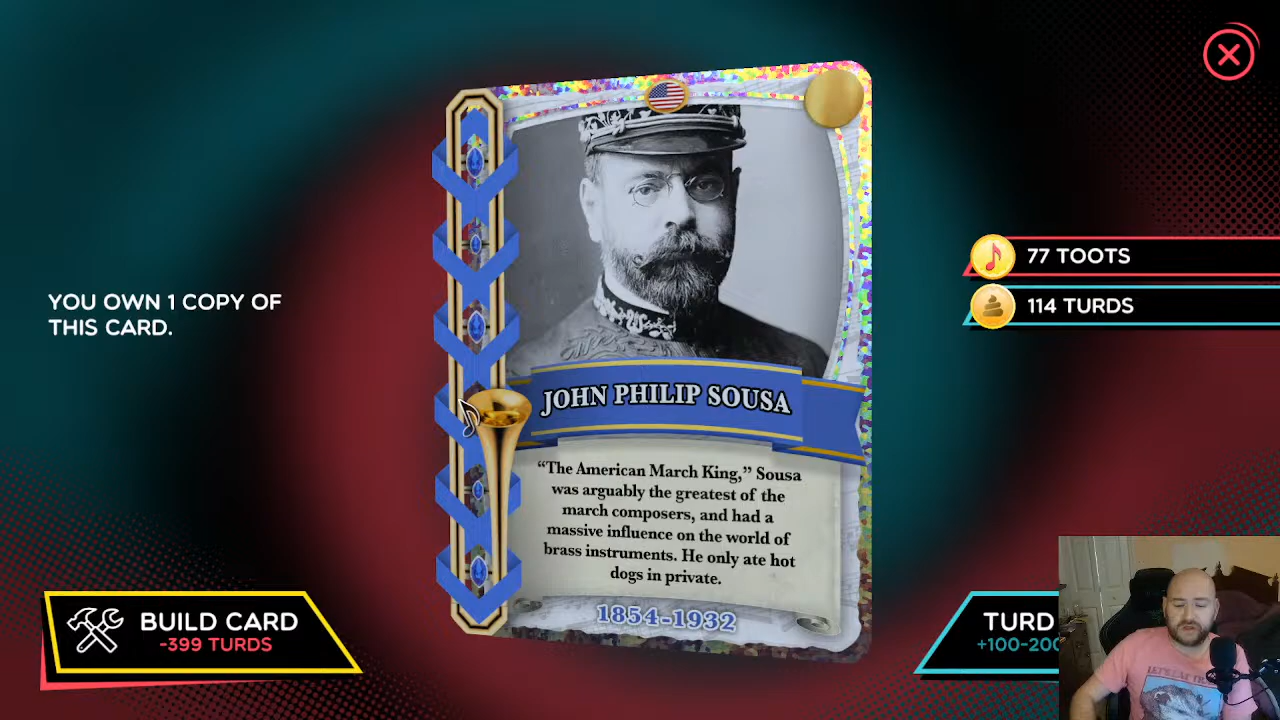 YOU OWN 1 COPY OF
THIS CARD.
JOHN PHILIP SOUSA
“The American March King,” Sousa
was arguably the greatest of the
march composers, and had a
massive influence on the world of
brass instruments. He only ate hot
dogs in private.
1854-1932
77 TOOTS
114 TURDS
BUILD CARD
-399 TURDS
TURD
+100-200